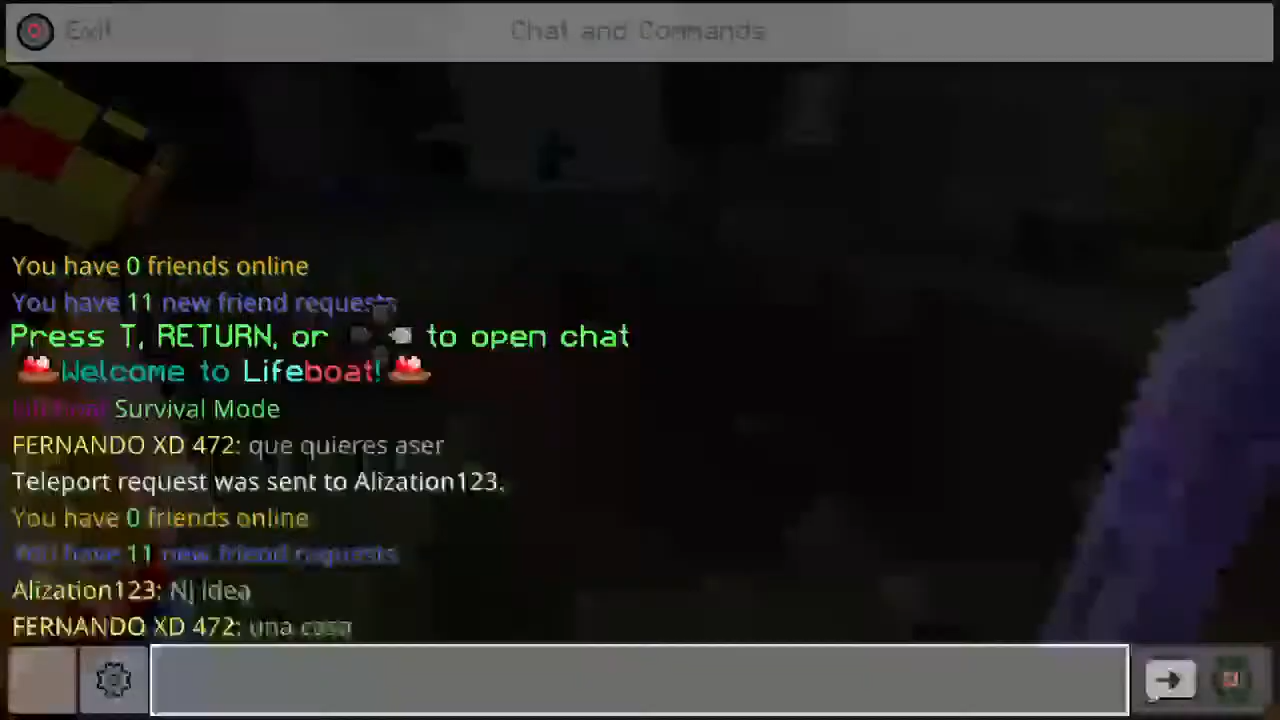 Exit
Chat and Commands
You have 0 friends online
You have 11 new friend requests
Press T, RETURN, or to open chat
Welcome to Lifeboat!
Survival Mode
FERNANDO XD 472: que quieres aser
Teleport request was sent to Alization123.
You have 0 friends online
You have 11 new friend requests
Alization123: Nj idea
FERNANDO XD 472: una casa